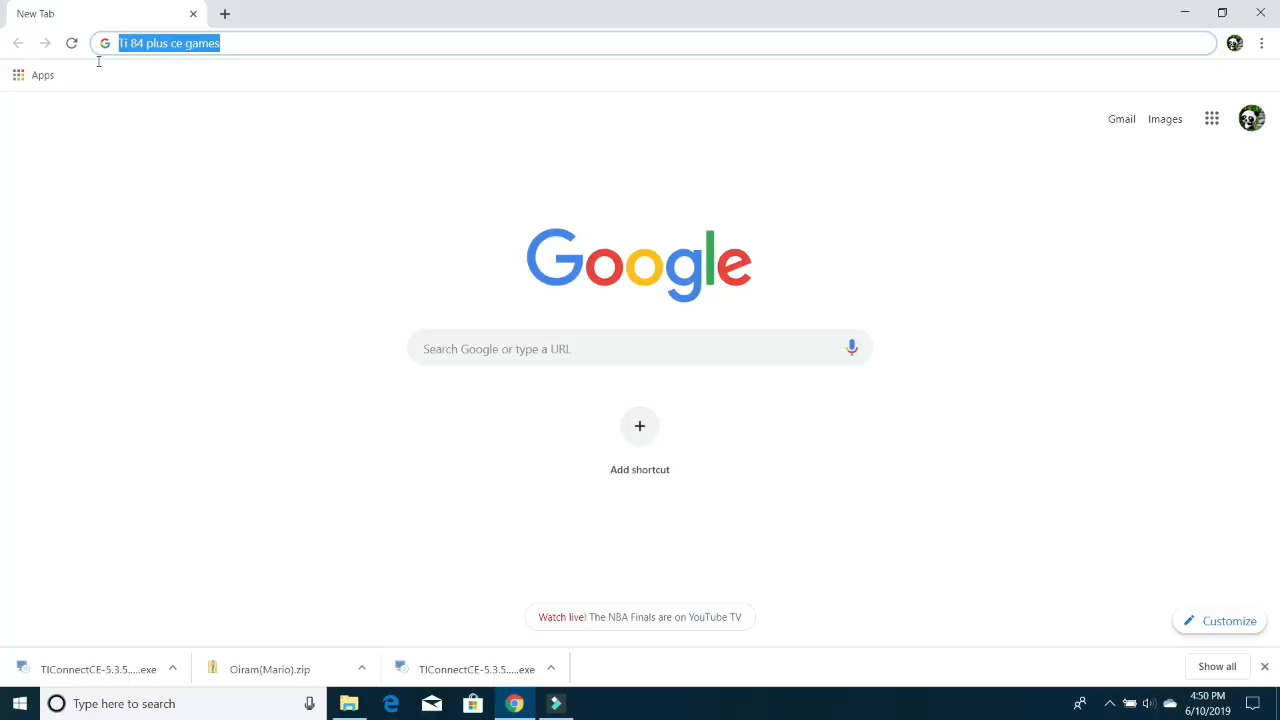 New Tab
Ti 84 plus ce games
Apps
Gmail Images
Google
Search Google or type a URL
Add shortcut
Watch live! The NBA Finals are on YouTube TV
Customize
TIConnectCE-5.3.5.....exe
Oiram(Mario).zip
TIConnectCE-5.3.5.....exe
Show all
Type here to search
4:50 PM
6/10/2019